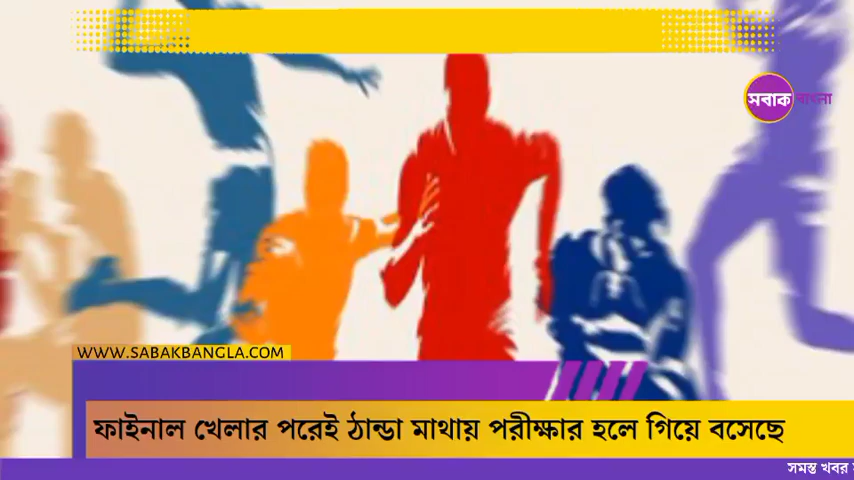 সবাক বাংলা
WWW.SABAKBANGLA.COM
ফাইনাল খেলার পরেই ঠান্ডা মাথায় পরীক্ষার হলে গিয়ে বসেছে
সমস্ত খবর